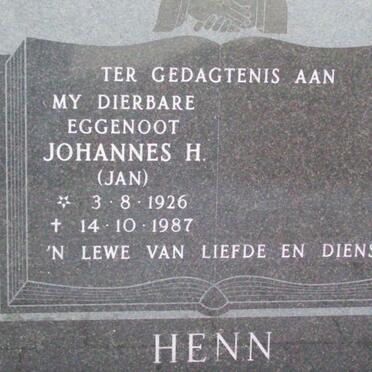 TER GEDAGTENIS AAN
MY DIERBARE
EGGENOOT
JOHANNES H.
(JAN)
☆ 3·8·1926
✝ 14·10·1987
'N LEWE VAN LIEFDE EN DIENS
HENN